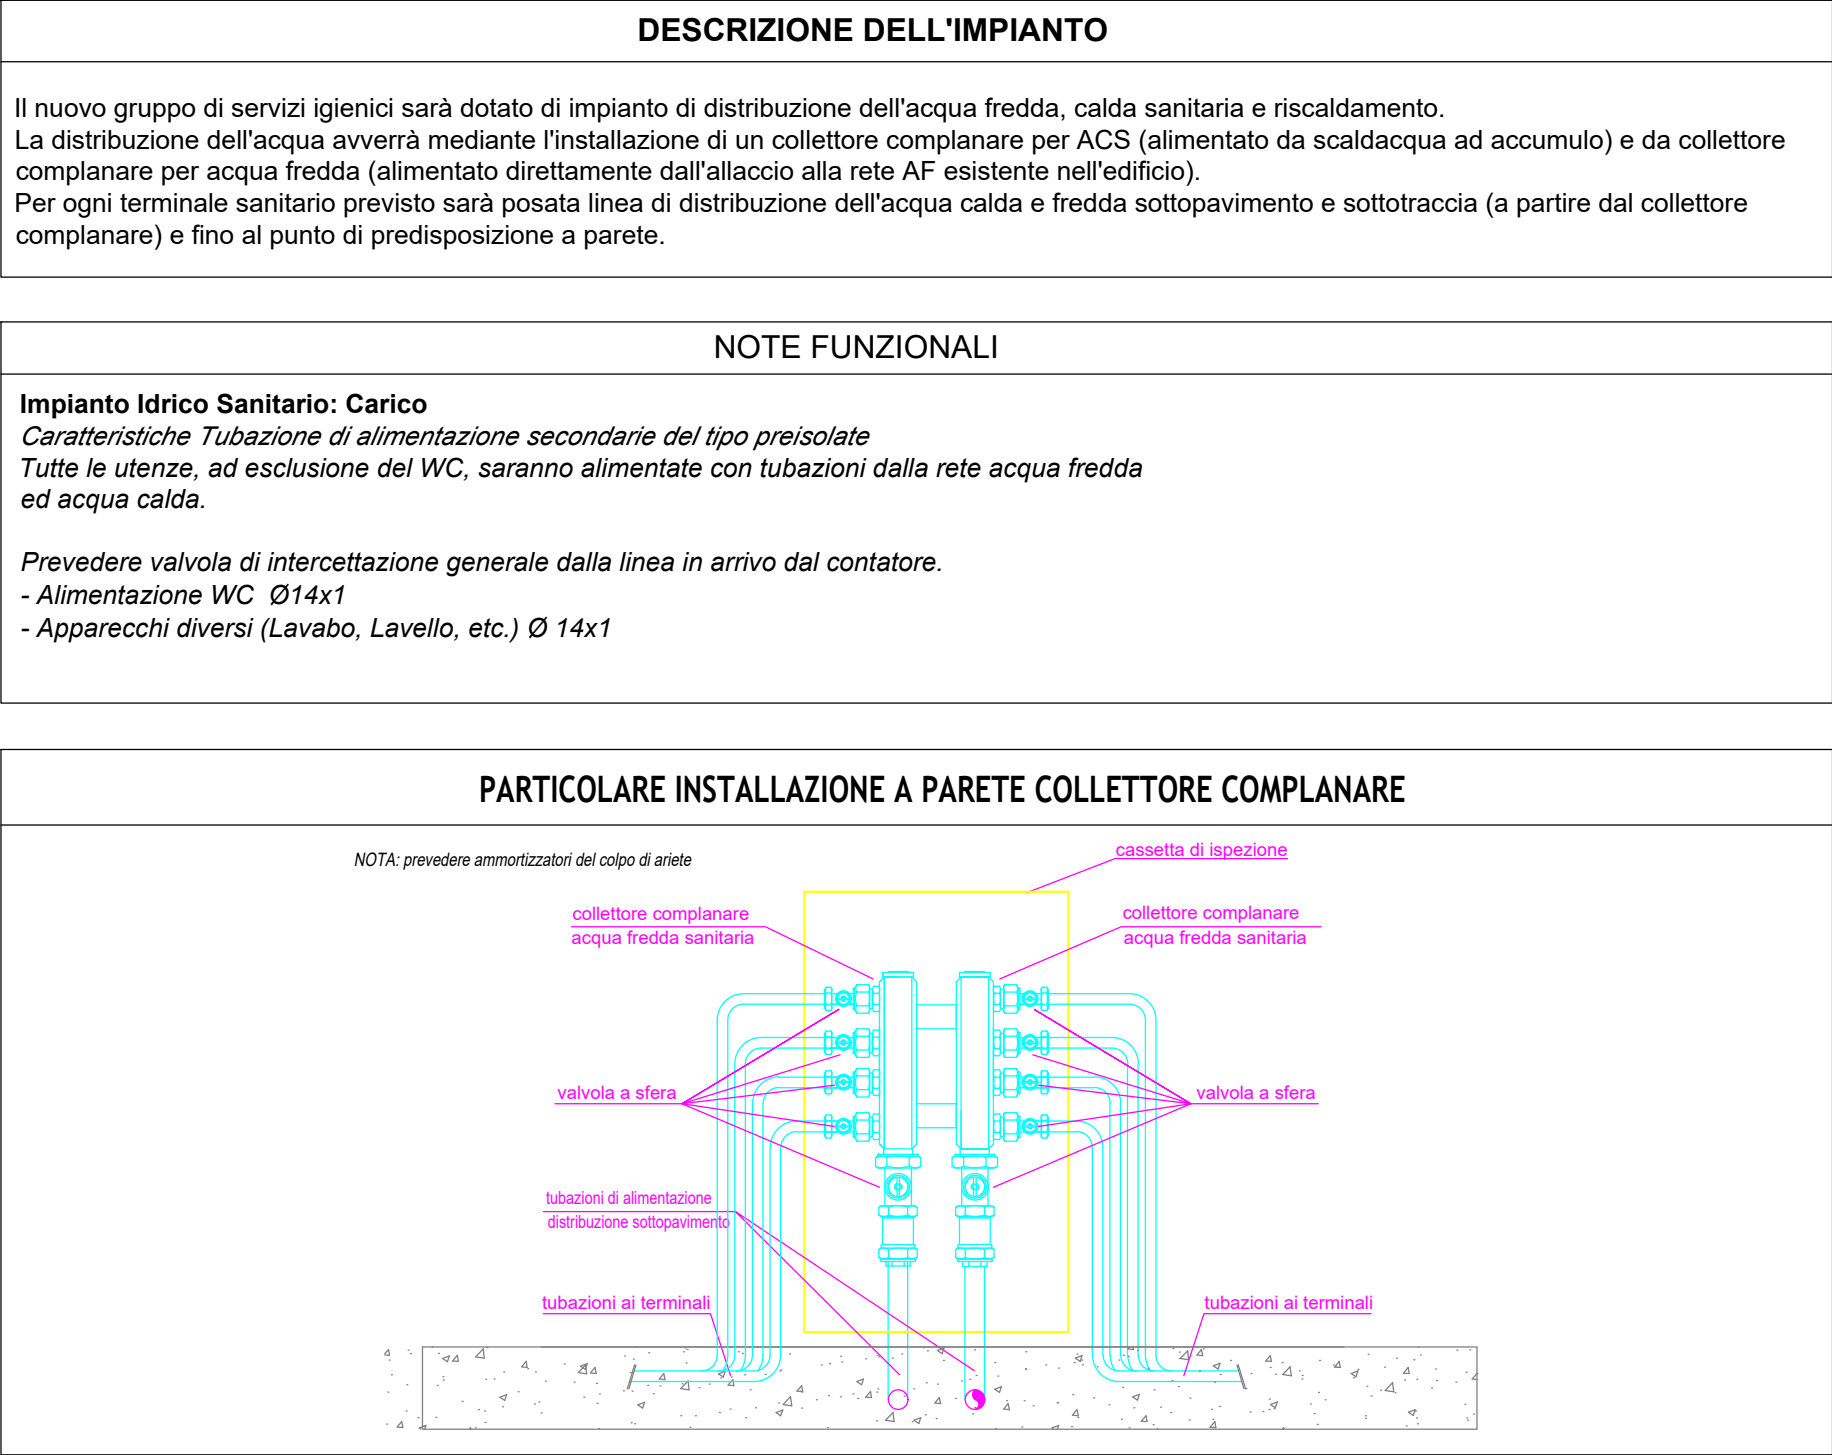 DESCRIZIONE DELL'IMPIANTO
Il nuovo gruppo di servizi igienici sarà dotato di impianto di distribuzione dell'acqua fredda, calda sanitaria e riscaldamento.
La distribuzione dell'acqua avverrà mediante l'installazione di un collettore complanare per ACS (alimentato da scaldacqua ad accumulo) e da collettore
complanare per acqua fredda (alimentato direttamente dall'allaccio alla rete AF esistente nell'edificio).
Per ogni terminale sanitario previsto sarà posata linea di distribuzione dell'acqua calda e fredda sottopavimento e sottotraccia (a partire dal collettore
complanare) e fino al punto di predisposizione a parete.
NOTE FUNZIONALI
Impianto Idrico Sanitario: Carico
Caratteristiche Tubazione di alimentazione secondarie del tipo preisolate
Tutte le utenze, ad esclusione del WC, saranno alimentate con tubazioni dalla rete acqua fredda
ed acqua calda.
Prevedere valvola di intercettazione generale dalla linea in arrivo dal contatore.
- Alimentazione WC Ø14x1
- Apparecchi diversi (Lavabo, Lavello, etc.) Ø 14x1
PARTICOLARE INSTALLAZIONE A PARETE COLLETTORE COMPLANARE
NOTA: prevedere ammortizzatori del colpo di ariete
cassetta di ispezione
collettore complanare
acqua fredda sanitaria
collettore complanare
acqua fredda sanitaria
valvola a sfera
valvola a sfera
tubazioni di alimentazione
distribuzione sottopavimento
tubazioni ai terminali
tubazioni ai terminali